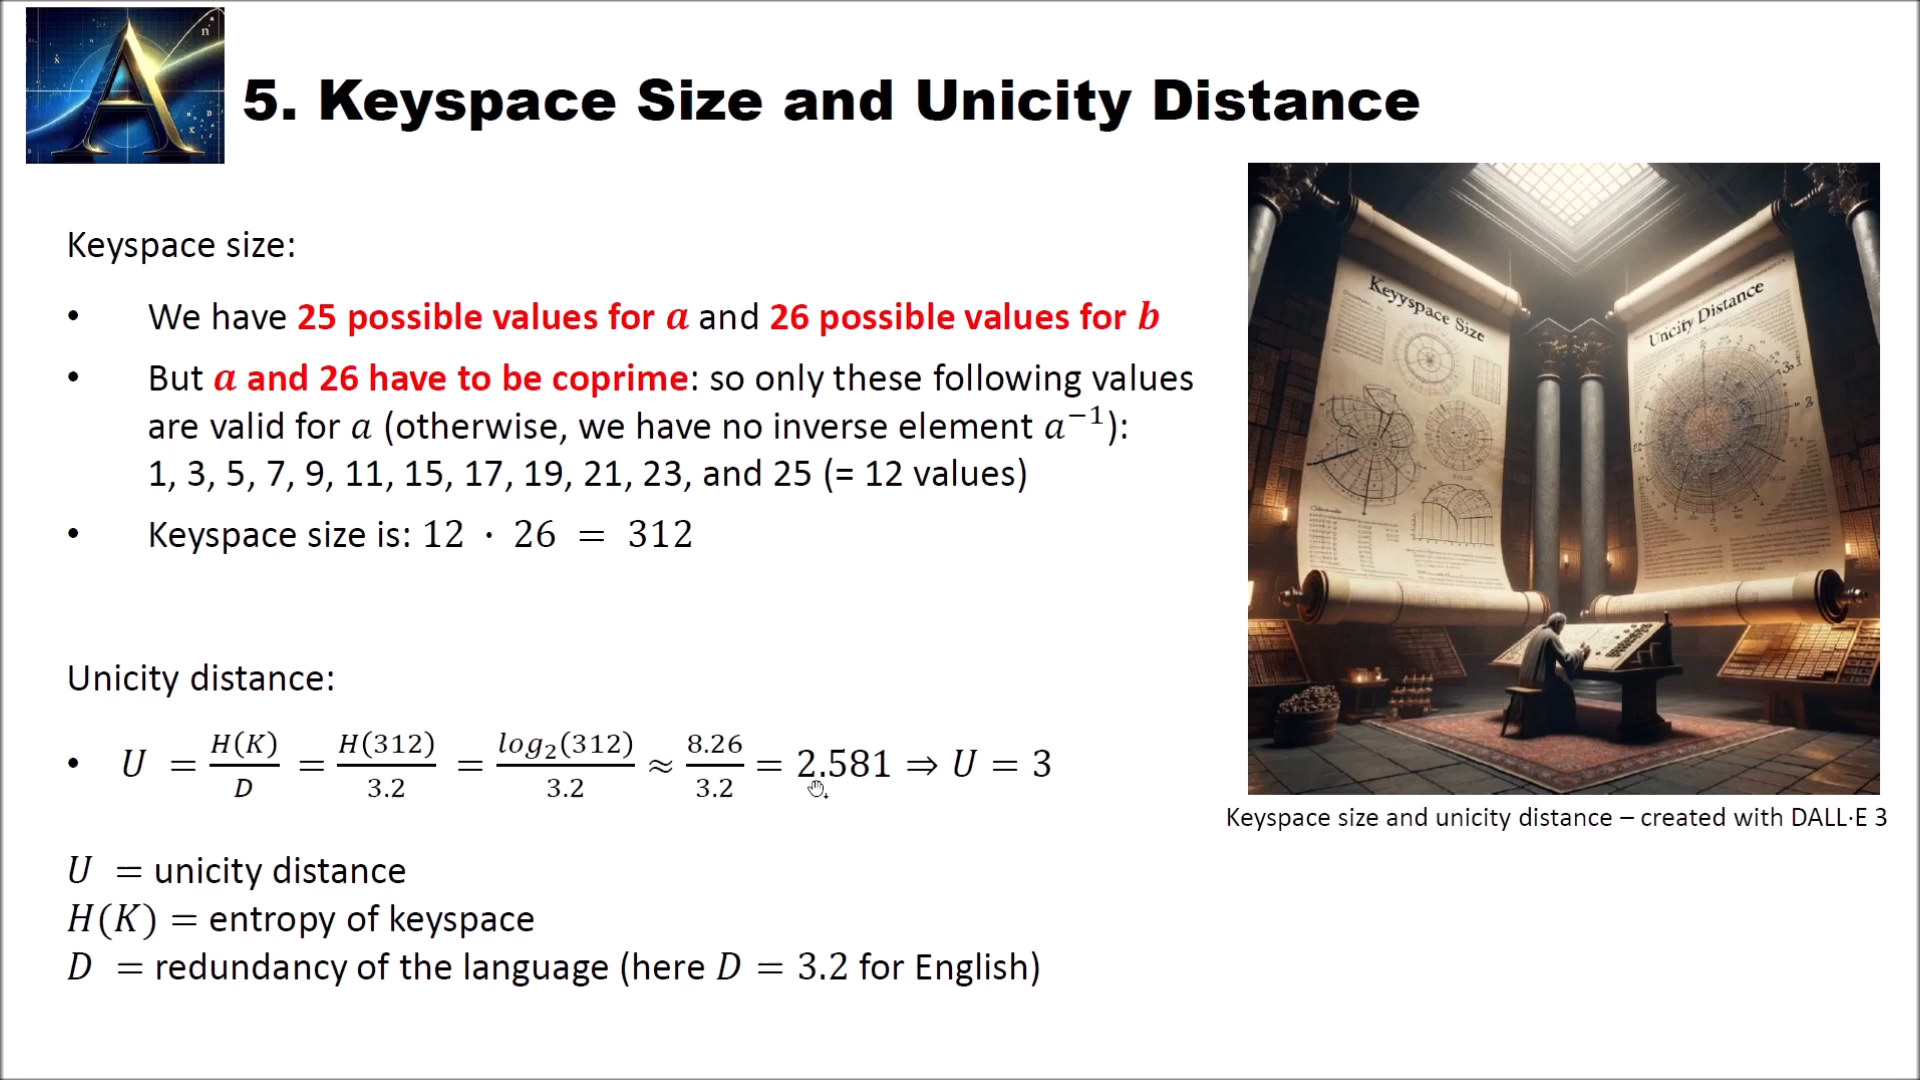 5. Keyspace Size and Unicity Distance
Keyspace size:
• We have 25 possible values for a and 26 possible values for b
• But a and 26 have to be coprime: so only these following values
are valid for a (otherwise, we have no inverse element a⁻¹):
1, 3, 5, 7, 9, 11, 15, 17, 19, 21, 23, and 25 (= 12 values)
• Keyspace size is: 12 · 26 = 312
Unicity distance:
• U = H(K)/D = H(312)/3.2 = log₂(312)/3.2 ≈ 8.26/3.2 = 2.581 ⇒ U = 3
U = unicity distance
H(K) = entropy of keyspace
D = redundancy of the language (here D = 3.2 for English)
Keyyspace Size
Unicity Distance
Keyspace size and unicity distance – created with DALL·E 3